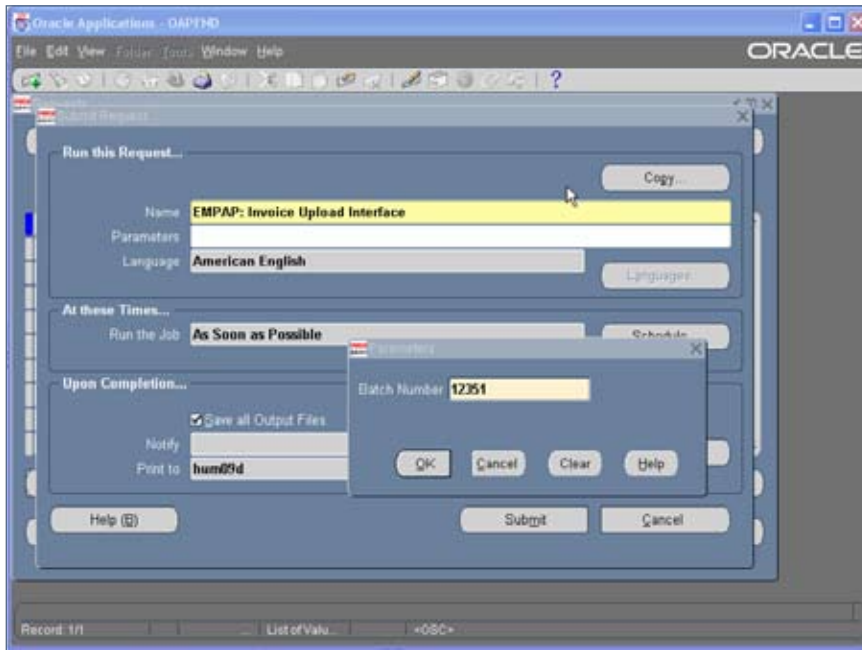 Oracle Applications - OAPFND
File Edit View Folder Tools Window Help
ORACLE
Submit Request
Run this Request...
Copy...
Name EMPAP: Invoice Upload Interface
Parameters
Language American English
Languages
At these Times...
Run the Job As Soon as Possible
Schedule...
Parameters
Upon Completion...
Batch Number 12351
Save all Output Files
Notify
Print to hum09d
OK Cancel Clear Help
Help (B) Submit Cancel
Record: 1/1 ... List of Valu... <OSC>